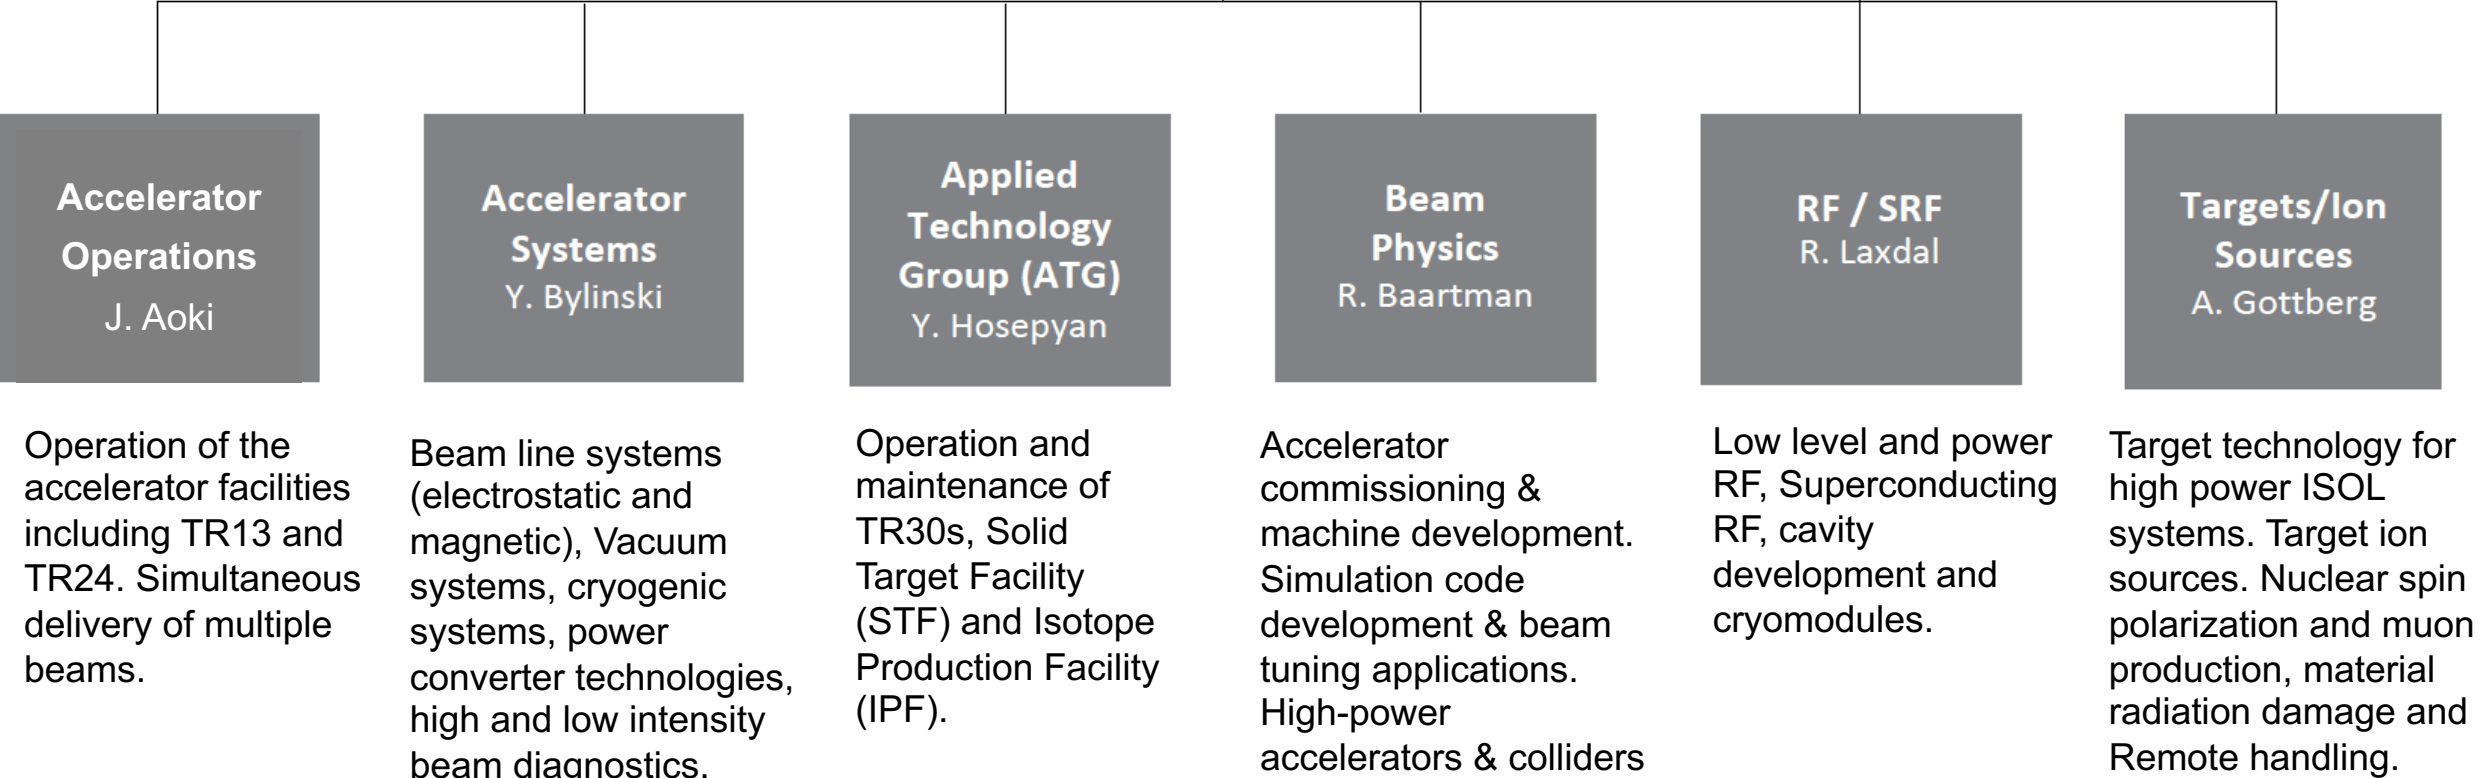 Accelerator
Operations
J. Aoki
Operation of the
accelerator facilities
including TR13 and
TR24. Simultaneous
delivery of multiple
beams.
Accelerator
Systems
Y. Bylinski
Beam line systems
(electrostatic and
magnetic), Vacuum
systems, cryogenic
systems, power
converter technologies,
high and low intensity
beam diagnostics.
Applied
Technology
Group (ATG)
Y. Hosepyan
Operation and
maintenance of
TR30s, Solid
Target Facility
(STF) and Isotope
Production Facility
(IPF).
Beam
Physics
R. Baartman
Accelerator
commissioning &
machine development.
Simulation code
development & beam
tuning applications.
High-power
accelerators & colliders
RF / SRF
R. Laxdal
Low level and power
RF, Superconducting
RF, cavity
development and
cryomodules.
Targets/Ion
Sources
A. Gottberg
Target technology for
high power ISOL
systems. Target ion
sources. Nuclear spin
polarization and muon
production, material
radiation damage and
Remote handling.